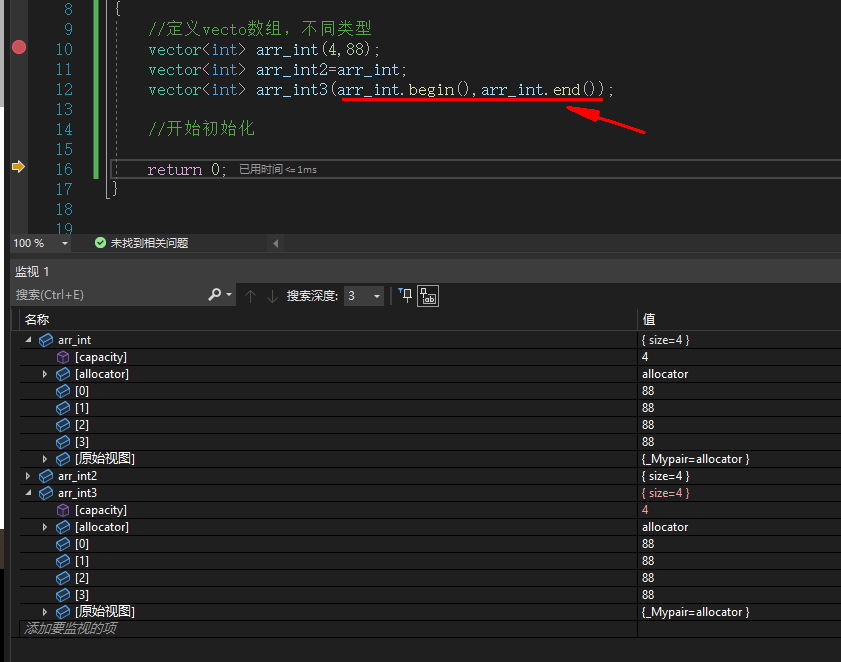 8 {
9 //定义vecto数组，不同类型
10 vector<int> arr_int(4,88);
11 vector<int> arr_int2=arr_int;
12 vector<int> arr_int3(arr_int.begin(),arr_int.end());
13
14 //开始初始化
15
16 return 0; 已用时间<=1ms
17 }
18
19
100 % 未找到相关问题
监视 1
搜索(Ctrl+E) 搜索深度: 3
名称 值
arr_int { size=4 }
[capacity] 4
[allocator] allocator
[0] 88
[1] 88
[2] 88
[3] 88
[原始视图] {_Mypair=allocator }
arr_int2 { size=4 }
arr_int3 { size=4 }
[capacity] 4
[allocator] allocator
[0] 88
[1] 88
[2] 88
[3] 88
[原始视图] {_Mypair=allocator }
添加要监视的项